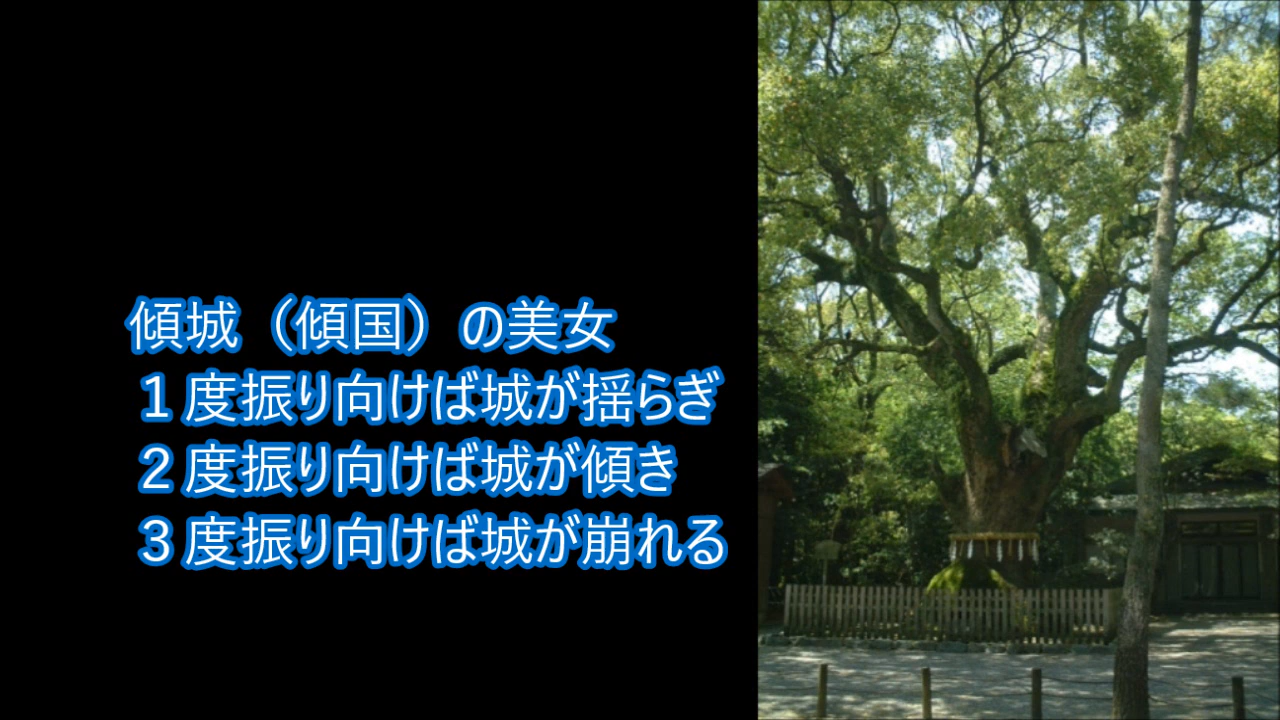 傾城（傾国）の美女
１度振り向けば城が揺らぎ
２度振り向けば城が傾き
３度振り向けば城が崩れる